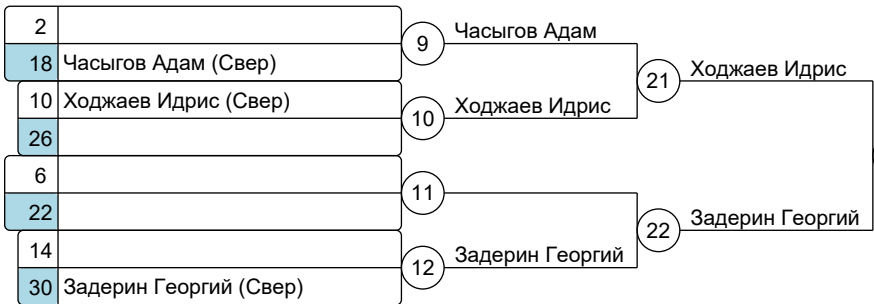 2
9 Часыгов Адам
18 Часыгов Адам (Свер)
21 Ходжаев Идрис
10 Ходжаев Идрис (Свер)
10 Ходжаев Идрис
26
6
11
22
22 Задерин Георгий
14
12 Задерин Георгий
30 Задерин Георгий (Свер)